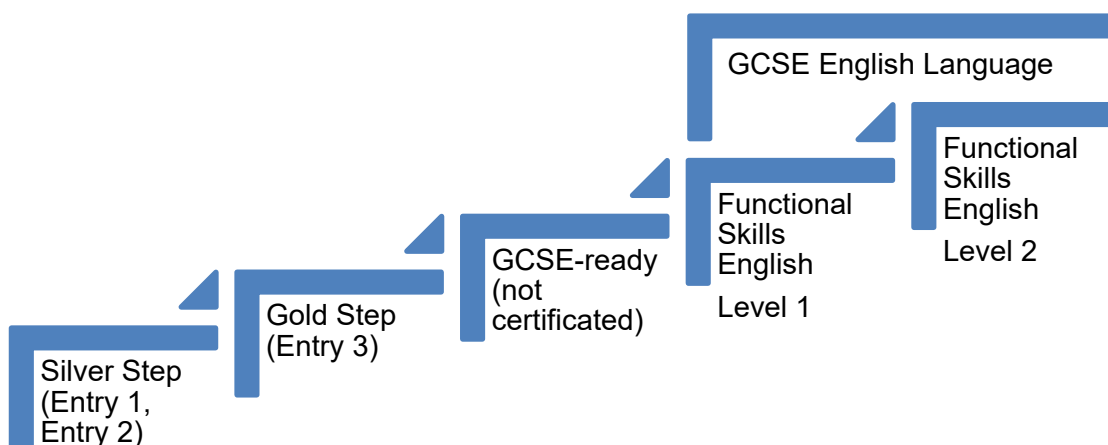 GCSE English Language
Functional
Skills
English
Level 2
Functional
Skills
English
Level 1
GCSE-ready
(not
certificated)
Gold Step
(Entry 3)
Silver Step
(Entry 1,
Entry 2)